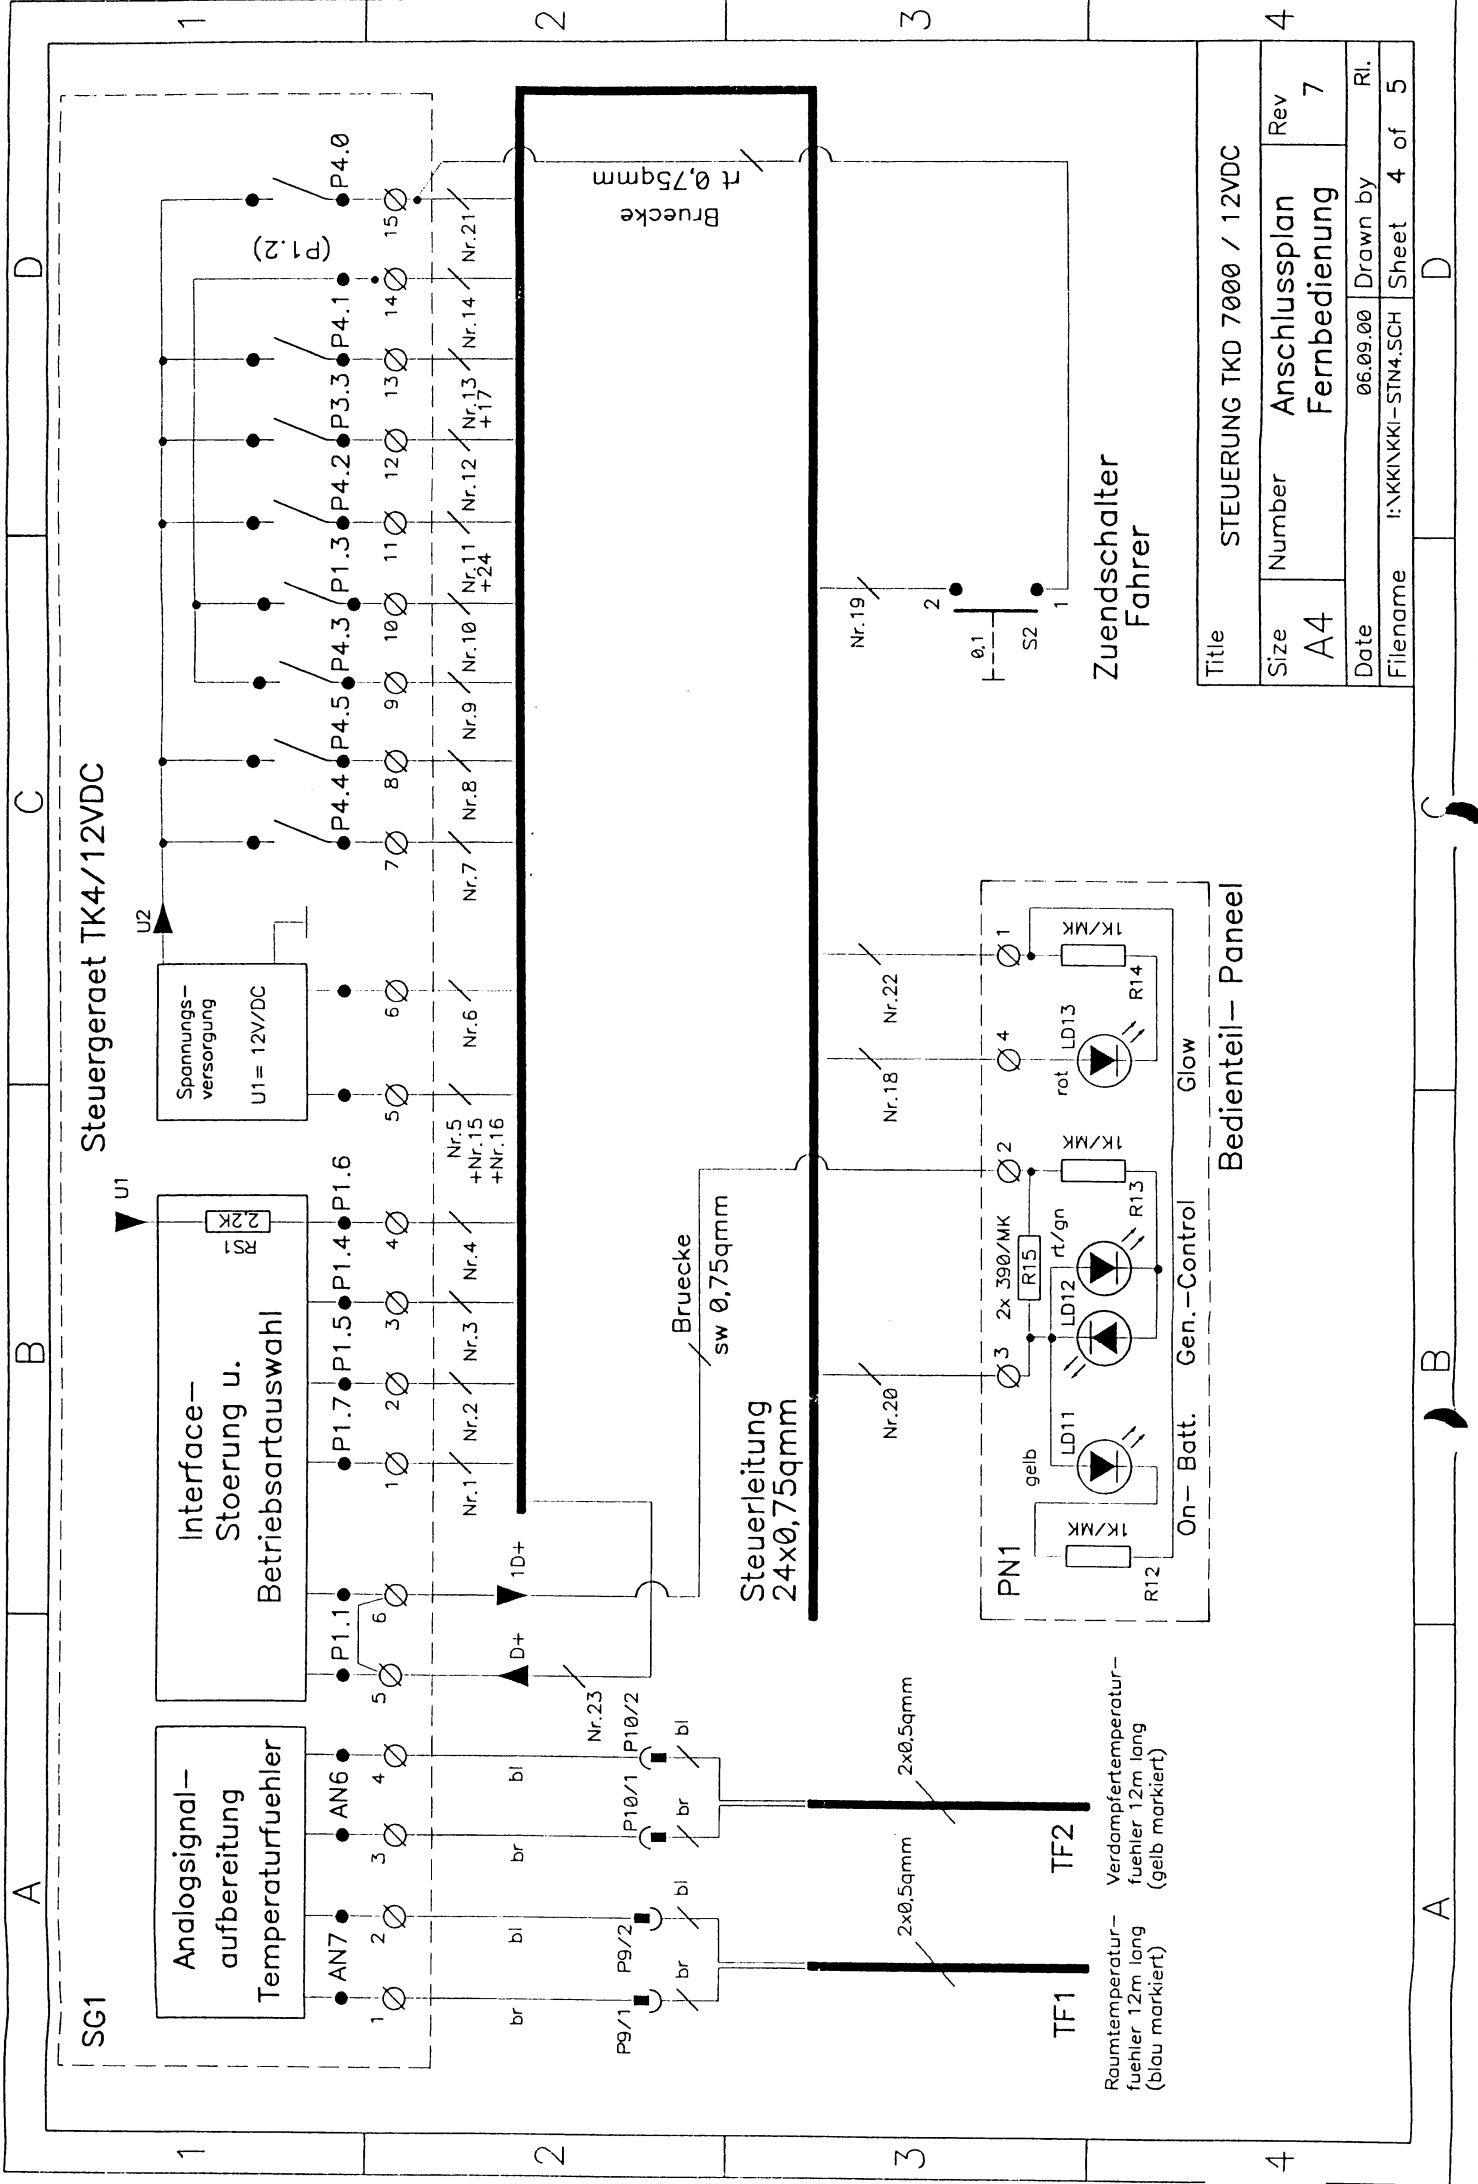 A
B
C
D
1
2
3
4
SG1
Steuergeraet TK4/12VDC
Analogsignal-
aufbereitung
Temperaturfuehler
Interface-
Stoerung u.
Betriebsartauswahl
U1
RS1
2,2K
Spannungs-
versorgung
U1= 12V/DC
U2
AN7
AN6
P1.1
P1.7
P1.5
P1.4
P1.6
P4.4
P4.5
P4.3
P1.3
P4.2
P3.3
P4.1
(P1.2)
P4.0
1
2
3
4
5
6
1
2
3
4
5
6
7
8
9
10
11
12
13
14
15
Nr.1
Nr.2
Nr.3
Nr.4
Nr.5
+Nr.15
+Nr.16
Nr.6
Nr.7
Nr.8
Nr.9
Nr.10
Nr.11
+24
Nr.12
Nr.13
+17
Nr.14
Nr.21
br
bl
br
bl
D+
1D+
Nr.23
P9/1
P9/2
P10/1
P10/2
br
bl
br
bl
Bruecke
sw 0,75qmm
Bruecke
rt 0,75qmm
Steuerleitung
24x0,75qmm
2x0,5qmm
2x0,5qmm
TF1
TF2
Raumtemperatur-
fuehler 12m lang
(blau markiert)
Verdampfertemperatur-
fuehler 12m lang
(gelb markiert)
Nr.20
Nr.18
Nr.22
Nr.19
PN1
3
2
4
1
2x 390/MK
R15
gelb
LD11
LD12
rt/gn
rot
LD13
R12
1K/MK
R13
1K/MK
R14
1K/MK
On- Batt.
Gen.-Control
Glow
Bedienteil- Paneel
2
0.1
S2
1
Zuendschalter
Fahrer
Title
STEUERUNG TKD 7000 / 12VDC
Size
A4
Number
Anschlussplan
Fernbedienung
Rev
7
Date
06.09.00
Drawn by
RI.
Filename
I:\KKI\KKI-STN4.SCH
Sheet 4 of 5
1
2
3
4
A
B
C
D